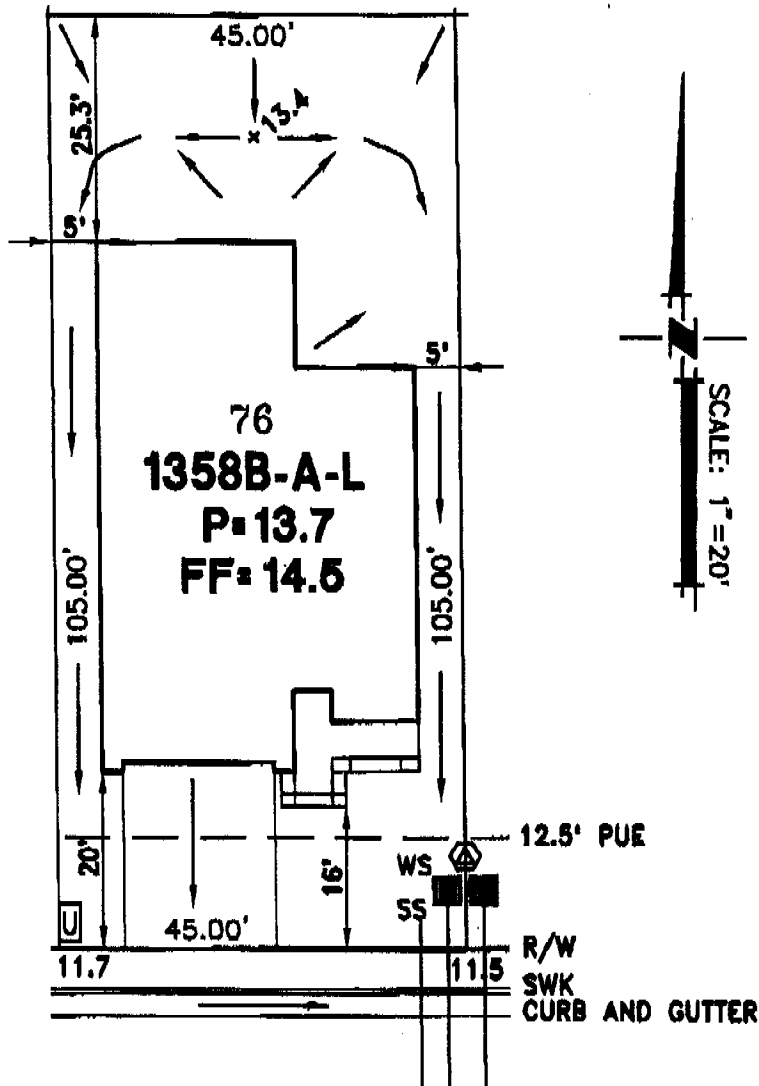 45.00'
25.3'
13.4
5'
5'
76
1358B-A-L
P=13.7
FF=14.5
SCALE: 1"=20'
105.00'
105.00'
12.5' PUE
20'
16'
WS
SS
U
45.00'
R/W
11.7
11.5
SWK
CURB AND GUTTER